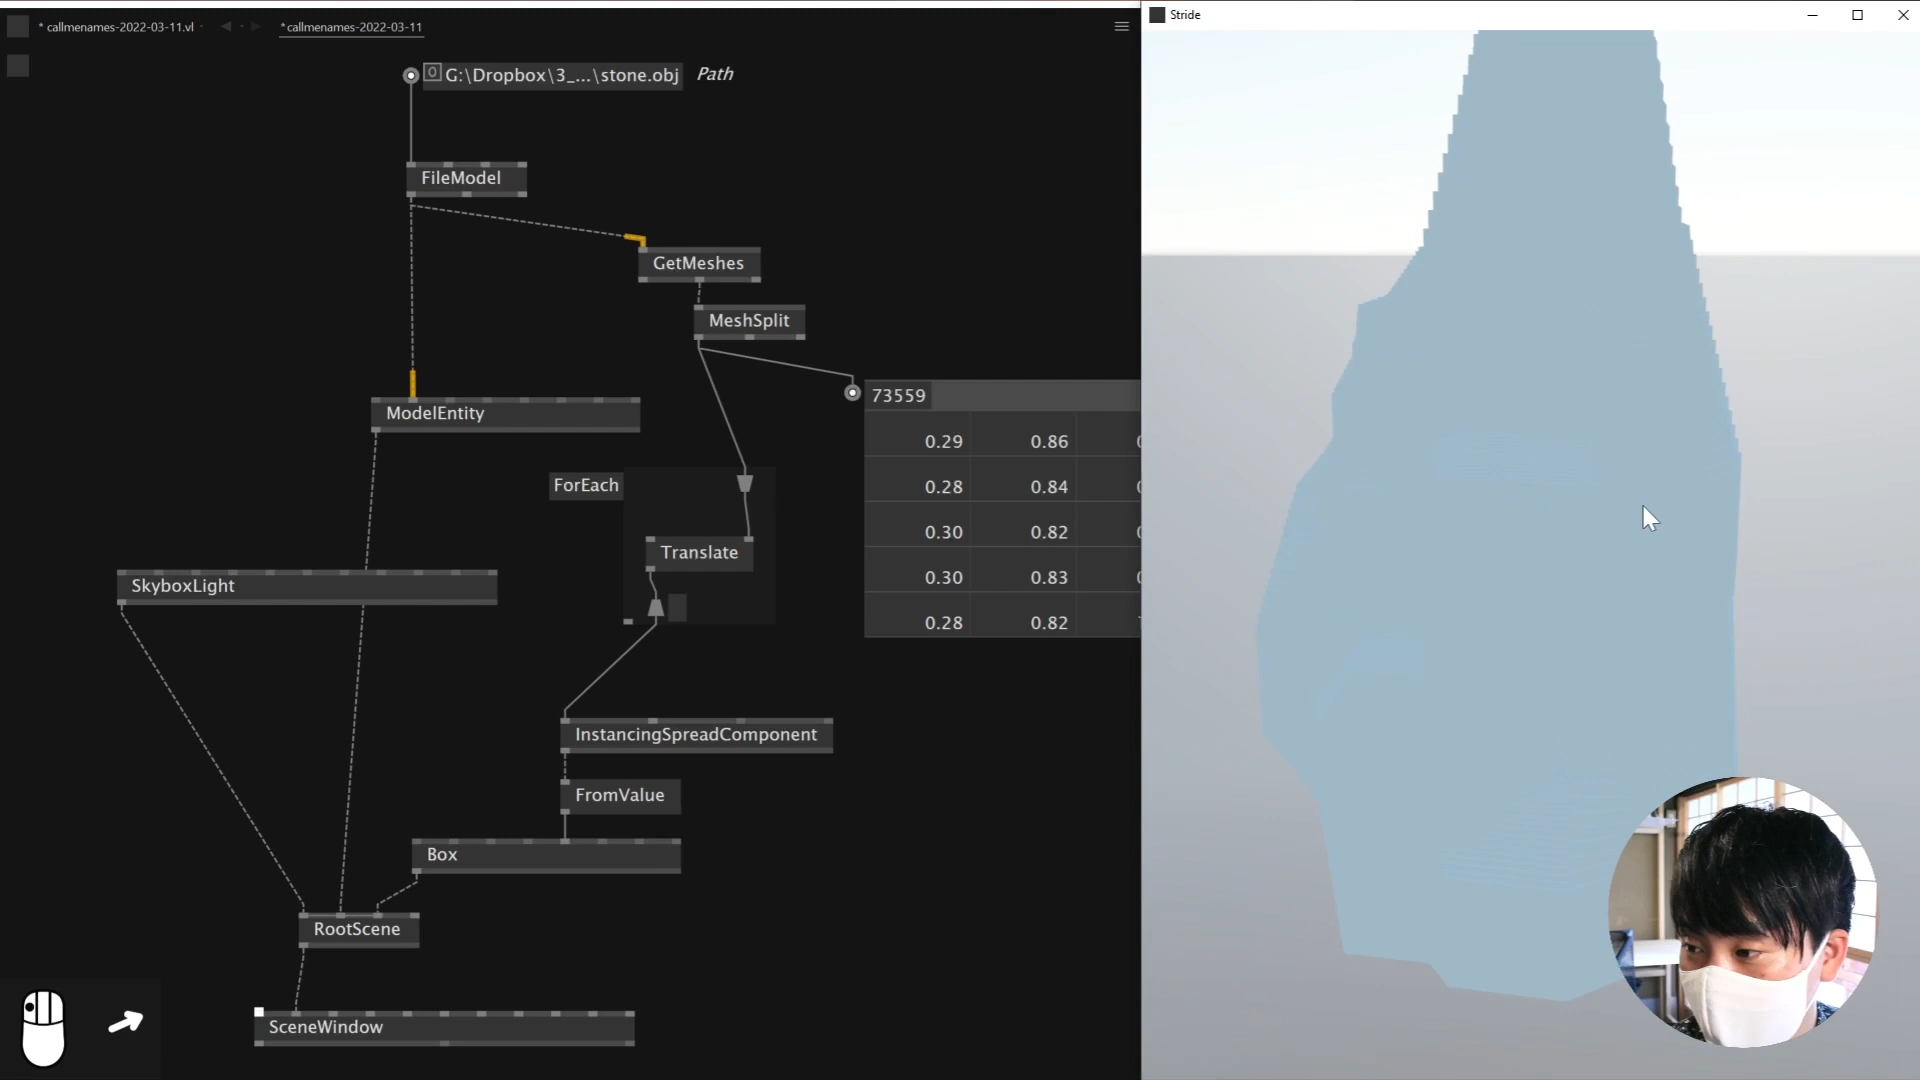 * callmenames-2022-03-11.vl
*callmenames-2022-03-11
Stride
0 G:\Dropbox\3_...\stone.obj Path
FileModel
GetMeshes
MeshSplit
73559
ModelEntity
0.29 0.86
ForEach
0.28 0.84
0.30 0.82
Translate
0.30 0.83
SkyboxLight
0.28 0.82
InstancingSpreadComponent
FromValue
Box
RootScene
SceneWindow